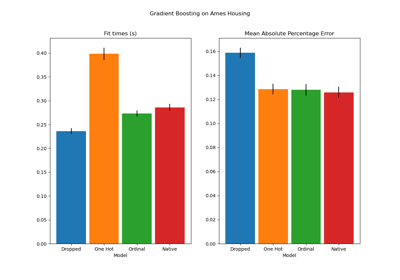 Gradient Boosting on Ames Housing
Fit times (s)
0.40
0.35
0.30
0.25
0.20
0.15
0.10
0.05
0.00
Dropped One Hot Ordinal Native
Model
Mean Absolute Percentage Error
0.16
0.14
0.12
0.10
0.08
0.06
0.04
0.02
0.00
Dropped One Hot Ordinal Native
Model